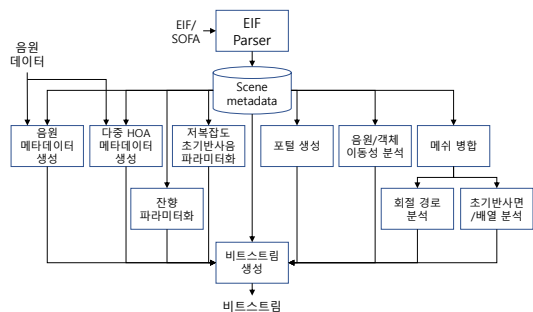 EIF/
SOFA
EIF
Parser
음원
데이터
Scene
metadata
음원
메타데이터
생성
다중 HOA
메타데이터
생성
저복잡도
초기반사음
파라미터화
포털 생성
음원/객체
이동성 분석
메쉬 병합
잔향
파라미터화
회절 경로
분석
초기반사면
/배열 분석
비트스트림
생성
비트스트림